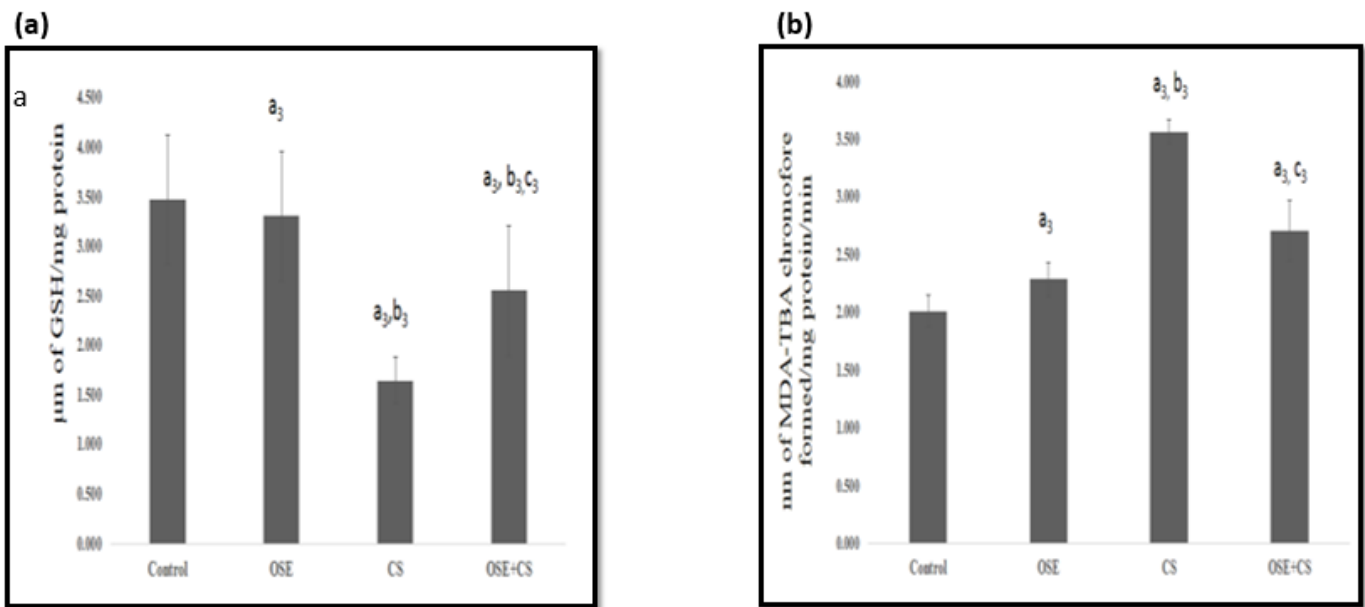 (a)
a
µm of GSH/mg protein
4.500
4.000
3.500
3.000
2.500
2.000
1.500
1.000
0.500
0.000
a₃
a₃,b₃
a₃, b₃,c₃
Control OSE CS OSE+CS
(b)
nm of MDA-TBA chromofore
formed/mg protein/min
4.000
3.500
3.000
2.500
2.000
1.500
1.000
0.500
0.000
a₃
a₃, b₃
a₃, c₃
Control OSE CS OSE+CS